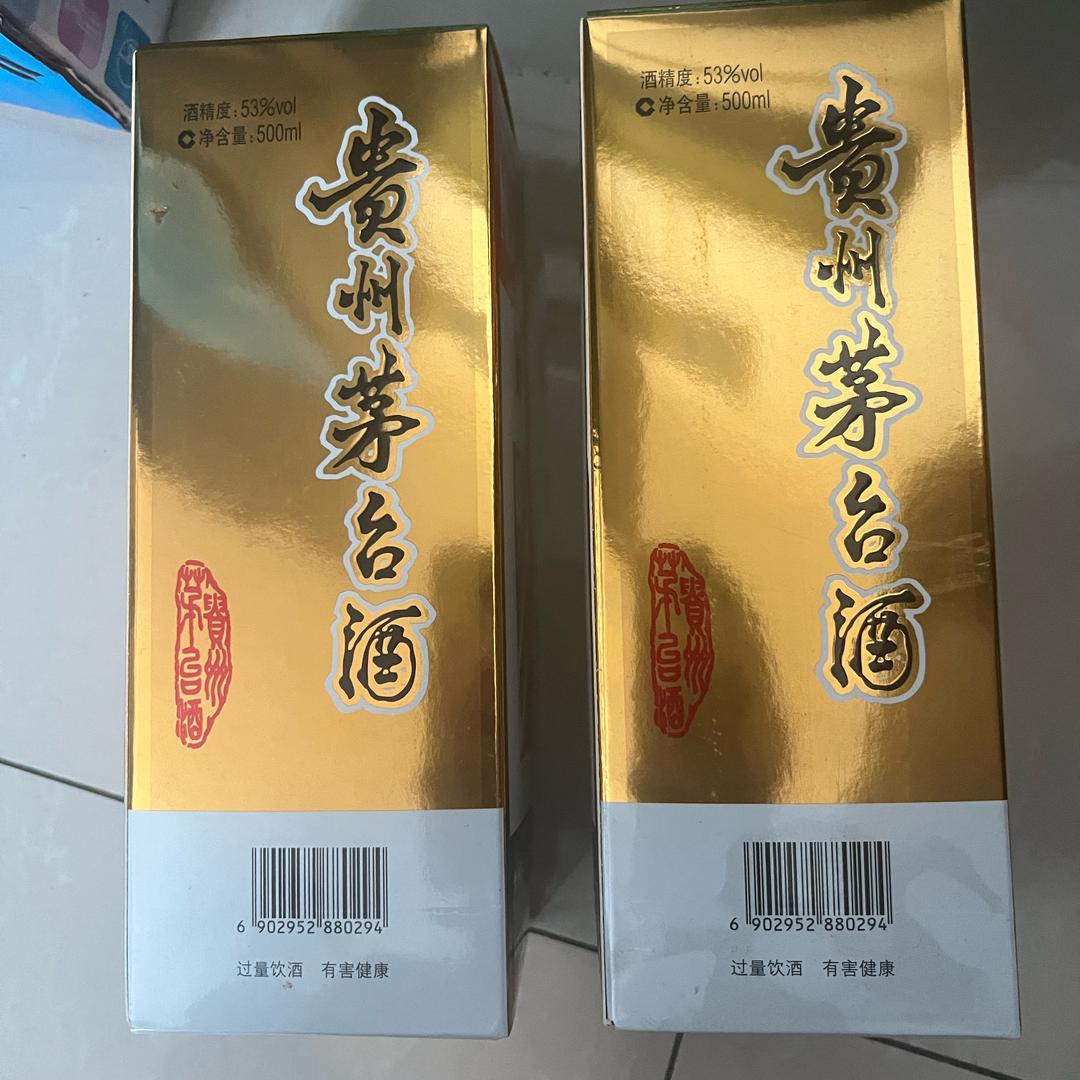 酒精度:53%vol
净含量:500ml
贵州茅台酒
貴州
茅台酒
6 902952 880294
过量饮酒 有害健康
酒精度:53%vol
净含量:500ml
贵州茅台酒
貴州
茅台酒
6 902952 880294
过量饮酒 有害健康